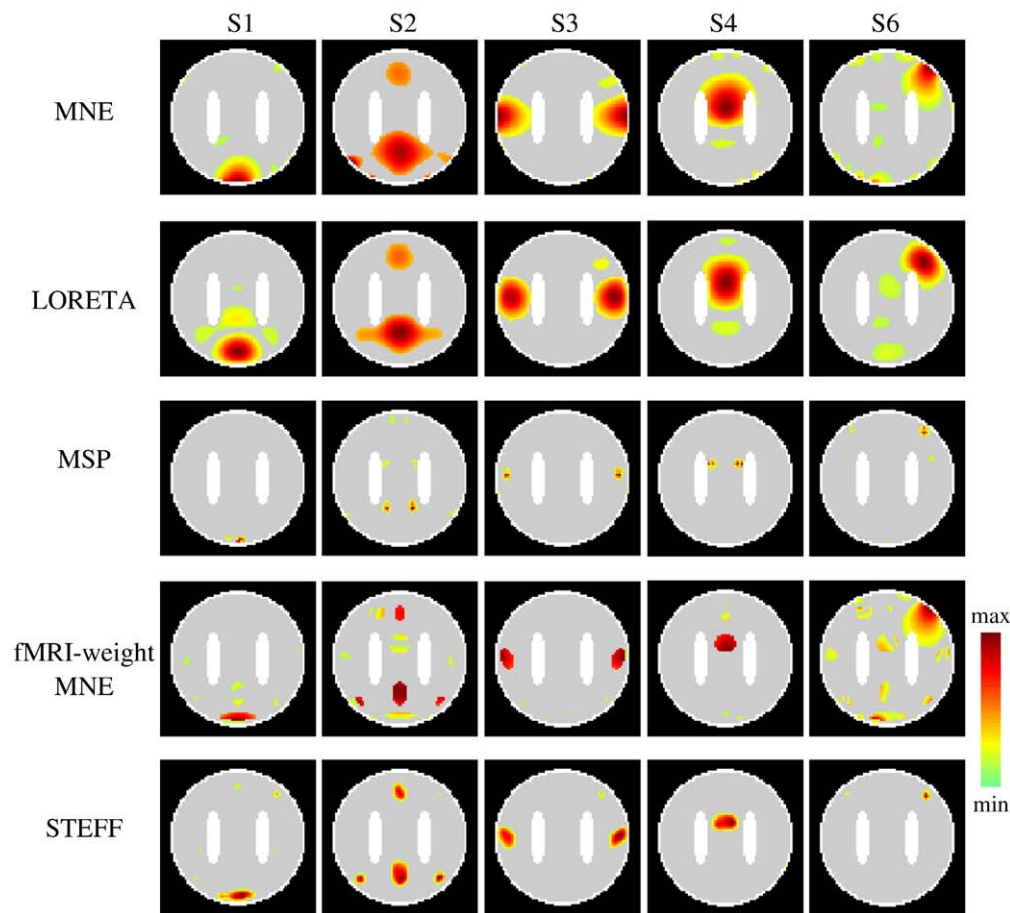 S1 S2 S3 S4 S6
MNE
LORETA
MSP
fMRI-weight
MNE
max
min
STEFF